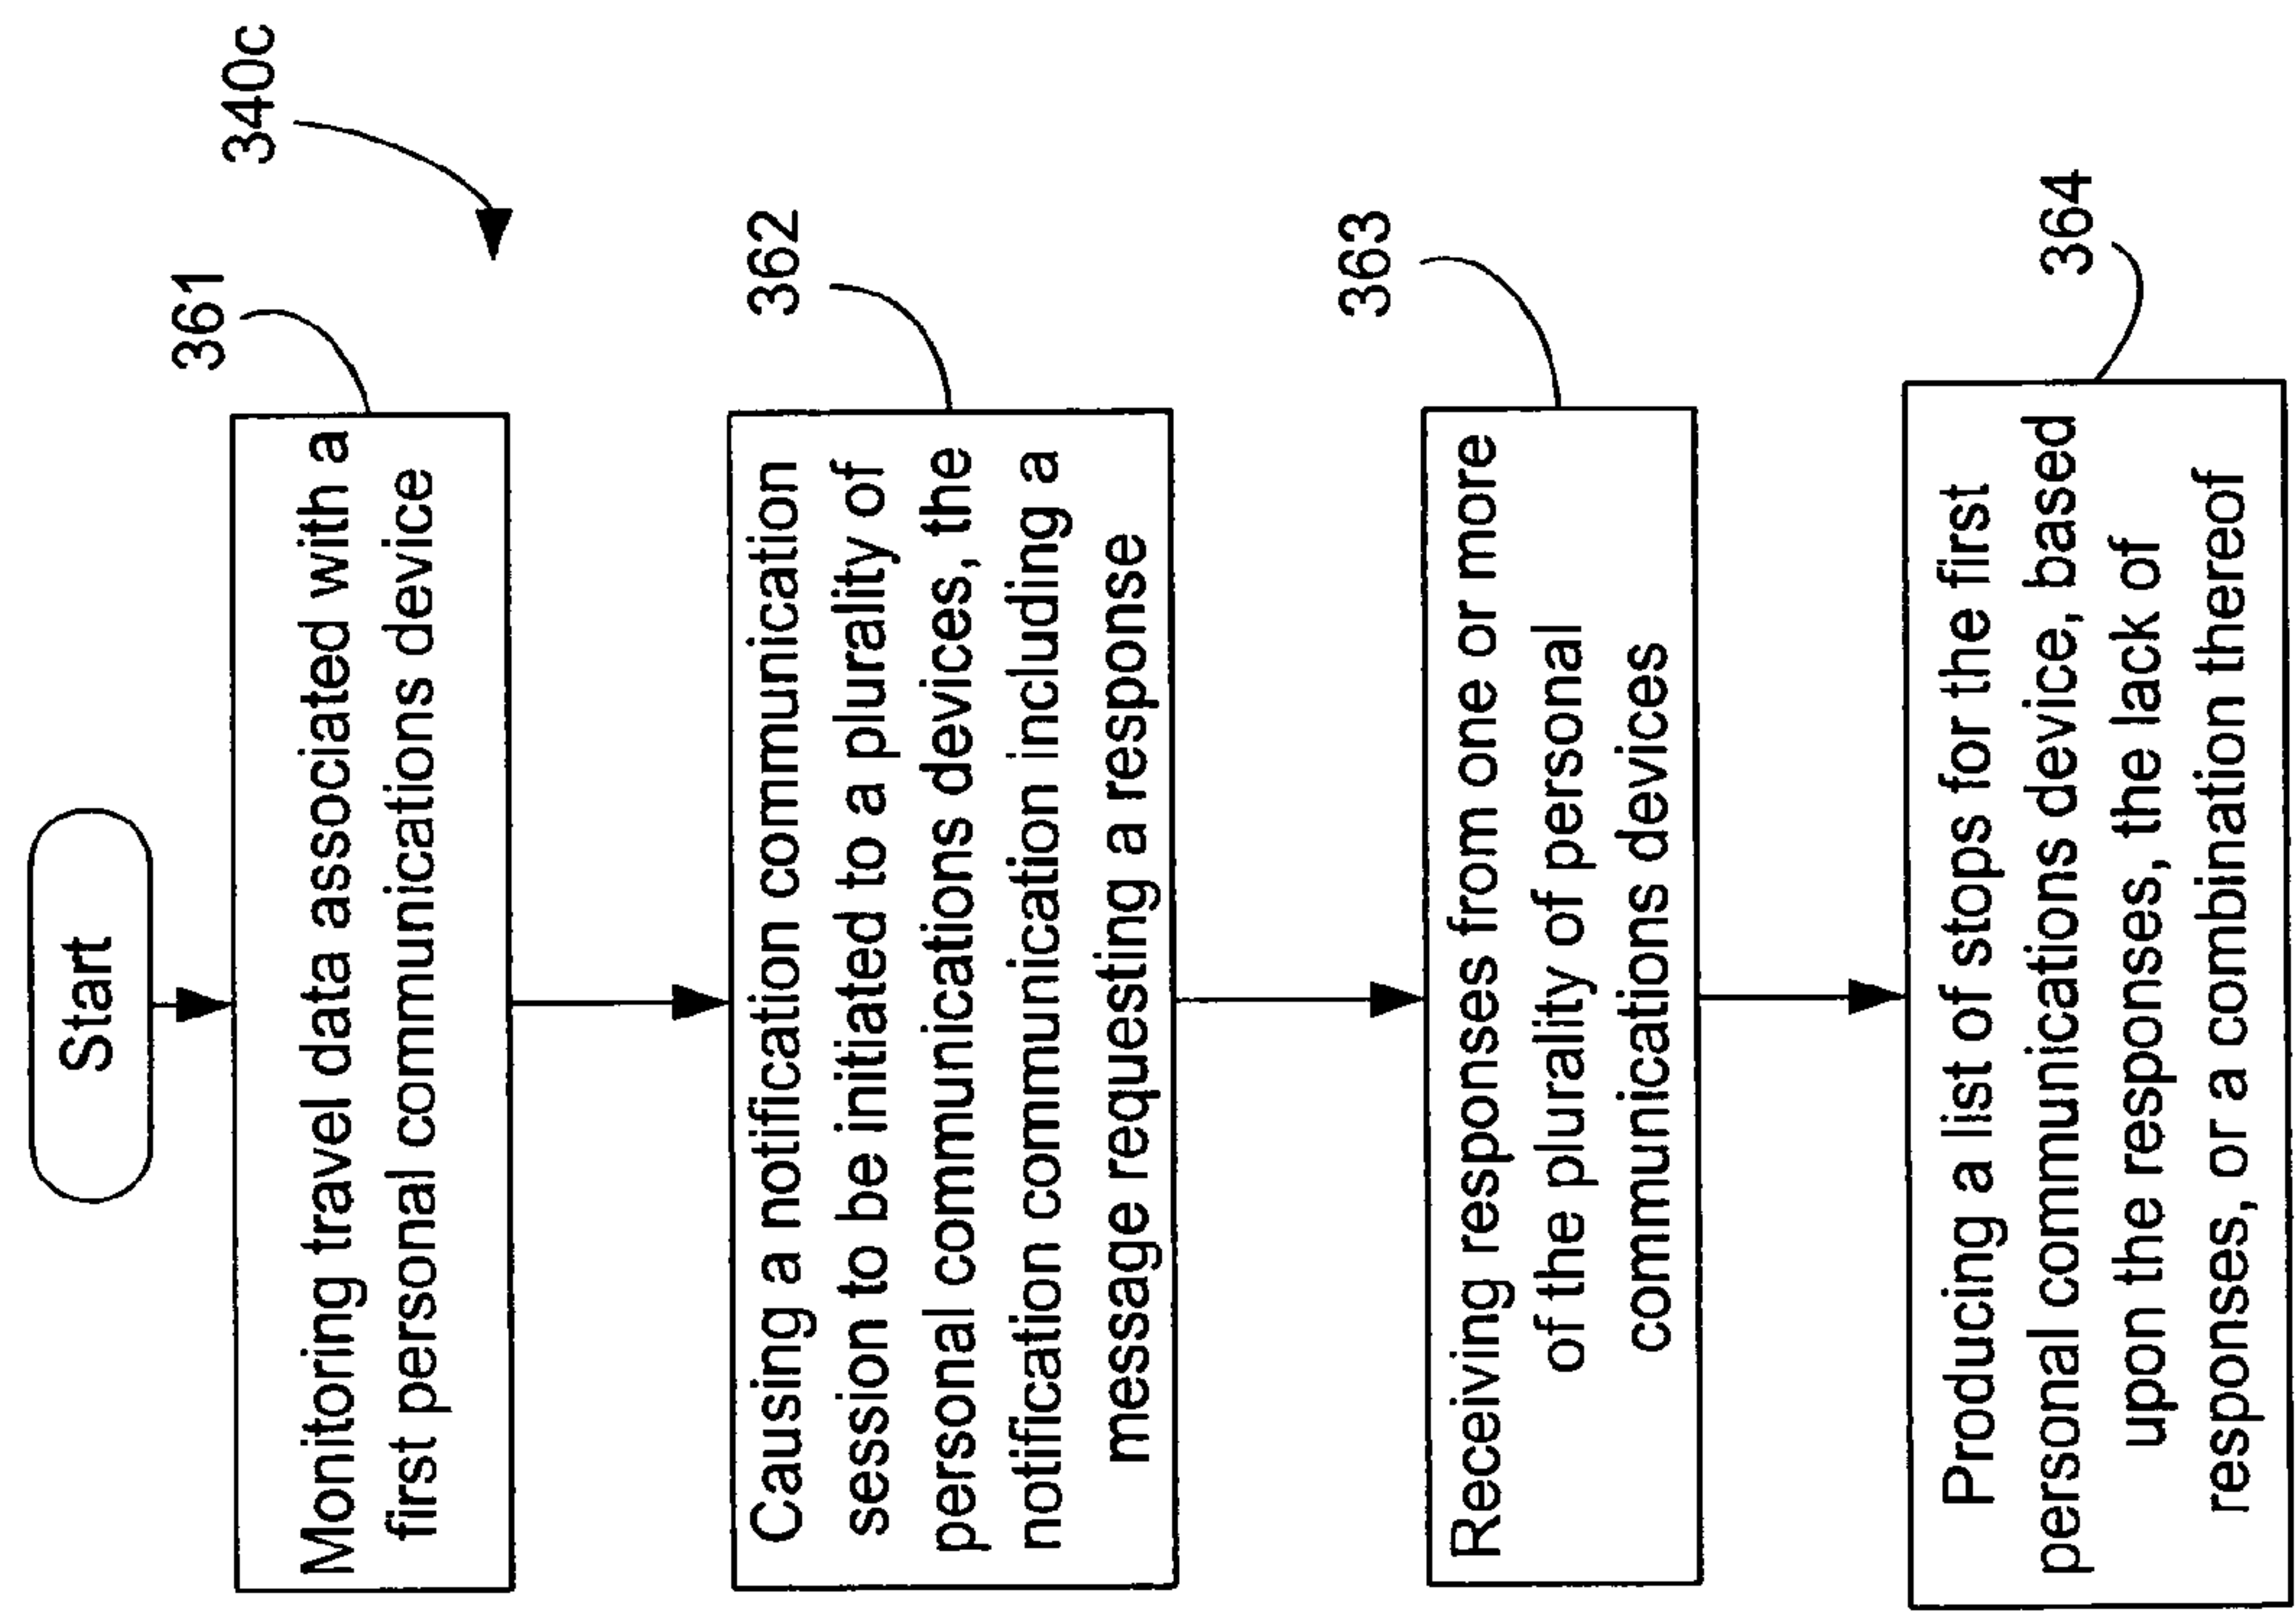 Start
340c
361
Monitoring travel data associated with a
first personal communications device
362
Causing a notification communication
session to be initiated to a plurality of
personal communications devices, the
notification communication including a
message requesting a response
363
Receiving responses from one or more
of the plurality of personal
communications devices
364
Producing a list of stops for the first
personal communications device, based
upon the responses, the lack of
responses, or a combination thereof